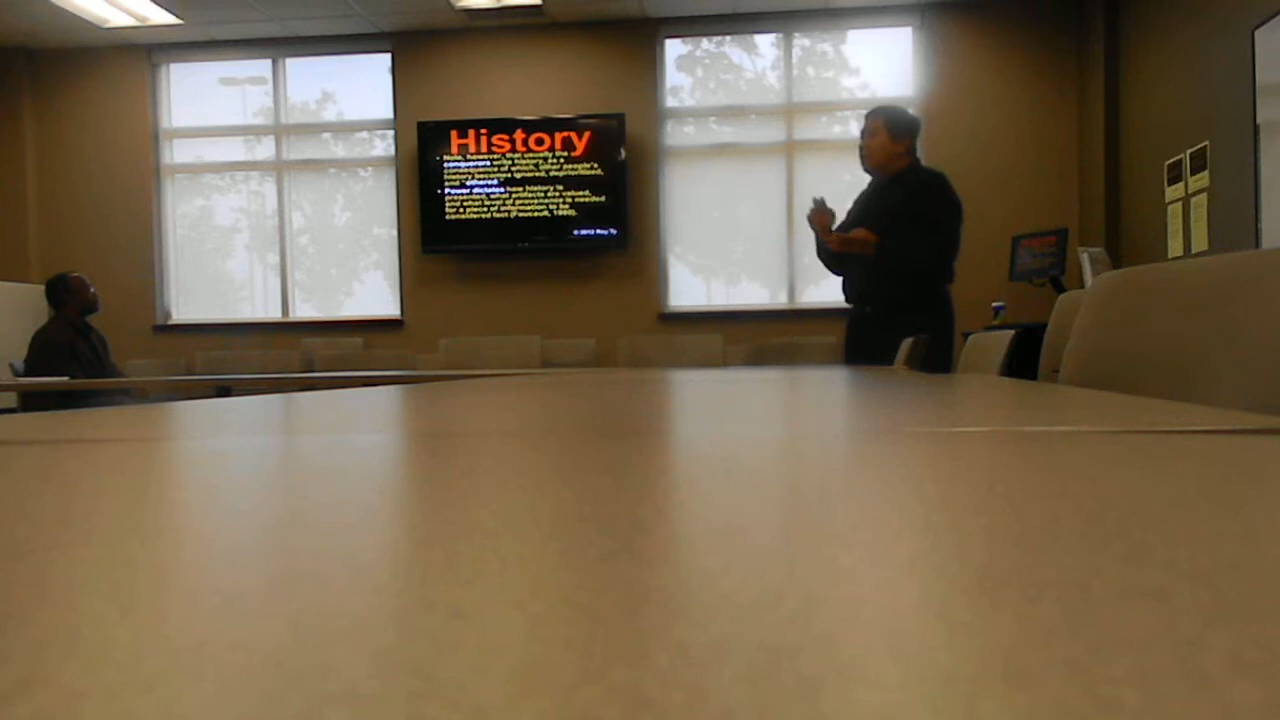 History
• Note, however, that usually the
conquerors write history, as a
consequence of which, other people's
history becomes ignored, deprioritized,
and "othered."
• Power dictates how history is
presented, what artifacts are valued,
and what level of provenance is needed
for a piece of information to be
considered fact (Foucault, 1980).
© 2012 Rey Ty